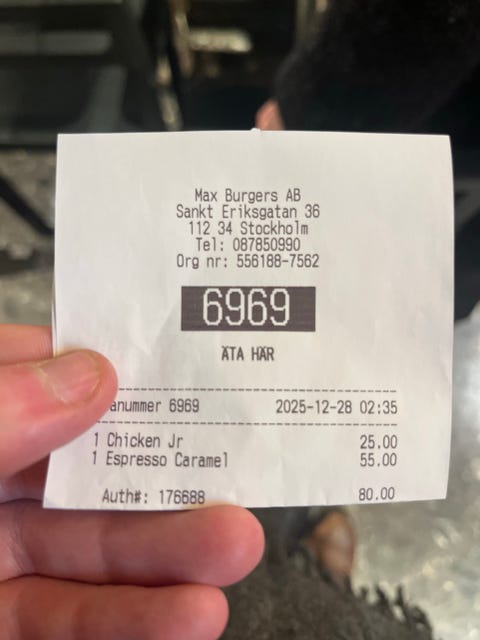 Max Burgers AB
Sankt Eriksgatan 36
112 34 Stockholm
Tel: 087850990
Org nr: 556188-7562
6969
ÄTA HÄR
anummer 6969 2025-12-28 02:35
1 Chicken Jr 25.00
1 Espresso Caramel 55.00
Auth#: 176688 80.00